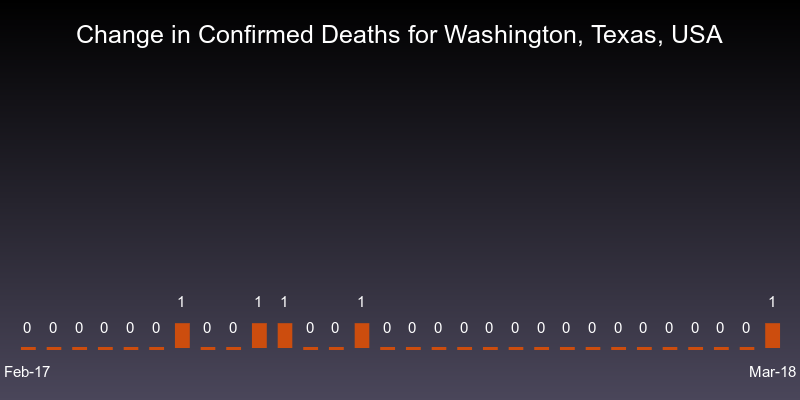 Change in Confirmed Deaths for Washington, Texas, USA
1 1 1 1 1
0 0 0 0 0 0 0 0 0 0 0 0 0 0 0 0 0 0 0 0 0 0 0 0 0
Feb-17 Mar-18